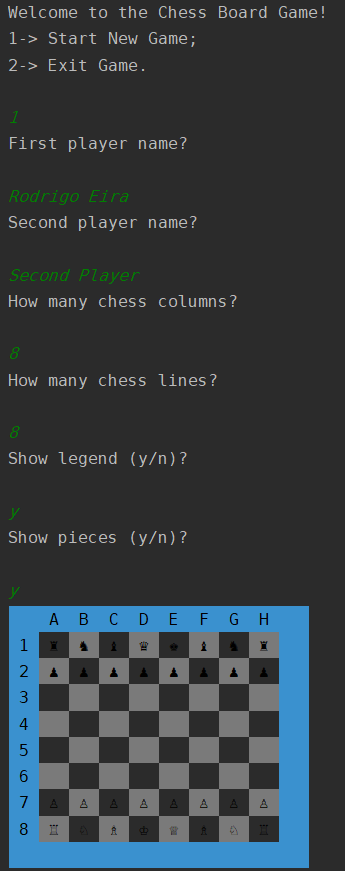 Welcome to the Chess Board Game!
1-> Start New Game;
2-> Exit Game.
1
First player name?
Rodrigo Eira
Second player name?
Second Player
How many chess columns?
8
How many chess lines?
8
Show legend (y/n)?
y
Show pieces (y/n)?
y
A B C D E F G H
1 ♜ ♞ ♝ ♛ ♚ ♝ ♞ ♜
2 ♟ ♟ ♟ ♟ ♟ ♟ ♟ ♟
3
4
5
6
7 ♙ ♙ ♙ ♙ ♙ ♙ ♙ ♙
8 ♖ ♘ ♗ ♔ ♕ ♗ ♘ ♖